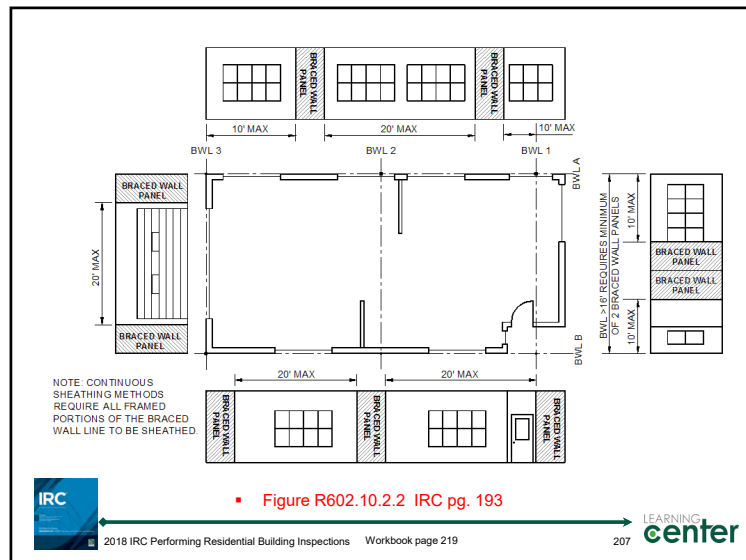 BRACED WALL
PANEL
BRACED WALL
PANEL
10' MAX
20' MAX
10' MAX
BWL 3
BWL 2
BWL 1
BWL A
BRACED WALL
PANEL
20' MAX
BRACED WALL
PANEL
BWL >16' REQUIRES MINIMUM
OF 2 BRACED WALL PANELS
10' MAX
BRACED WALL
PANEL
BRACED WALL
PANEL
10' MAX
BWL B
NOTE: CONTINUOUS
SHEATHING METHODS
REQUIRE ALL FRAMED
PORTIONS OF THE BRACED
WALL LINE TO BE SHEATHED.
20' MAX
20' MAX
BRACED WALL
PANEL
BRACED WALL
PANEL
BRACED WALL
PANEL
▪ Figure R602.10.2.2 IRC pg. 193
IRC
2018 IRC Performing Residential Building Inspections Workbook page 219
207
LEARNING
center